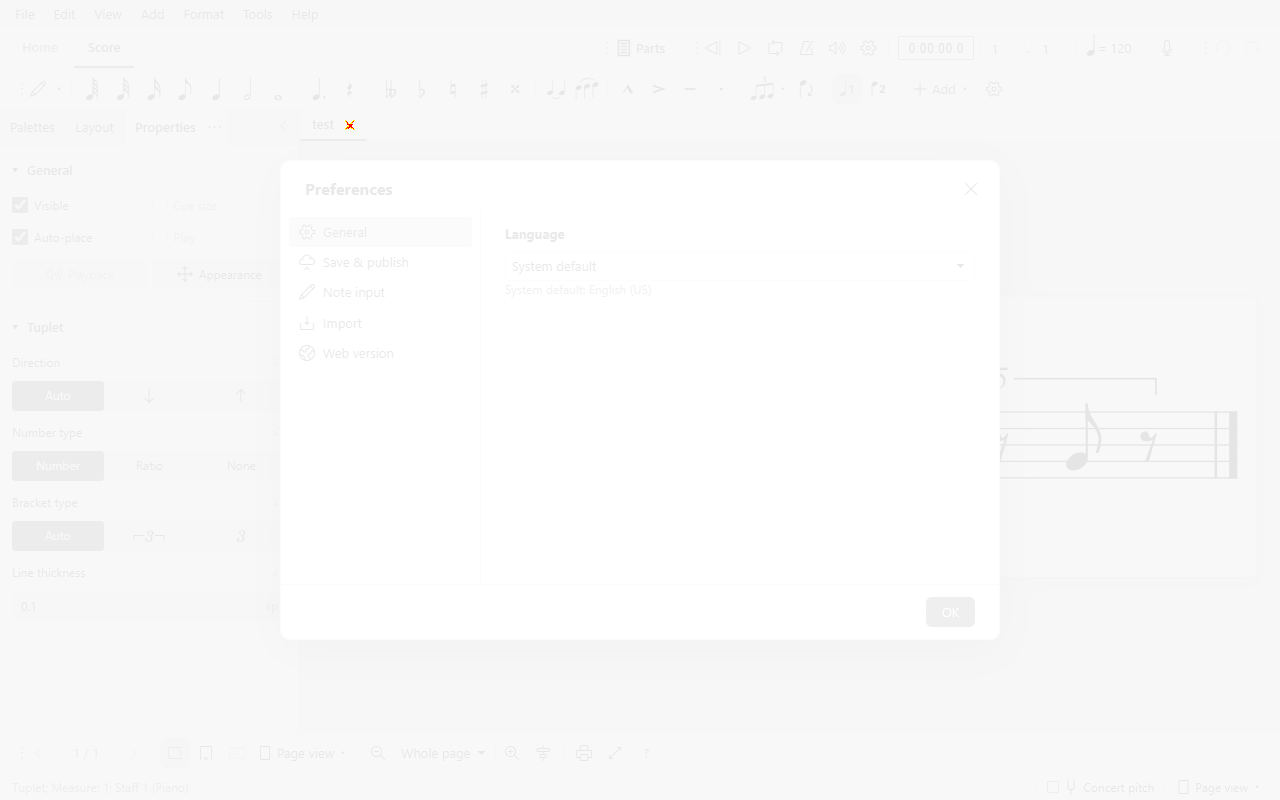 File Edit View Add Format Tools Help
Home Score Parts 0:00:00.0 1 . 1 = 120
1 2 Add
Palettes Layout Properties test
Preferences
General
Visible Cue size
Auto-place Play
Playback Appearance
Tuplet
Direction
Auto
Number type
Number Ratio None
Bracket type
Auto 3 3
Line thickness
0.1 sp
General
Save & publish
Note input
Import
Web version
Language
System default
System default: English (US)
OK
5
1 / 1 Page view Whole page ?
Tuplet; Measure: 1; Staff 1 (Piano) Concert pitch Page view